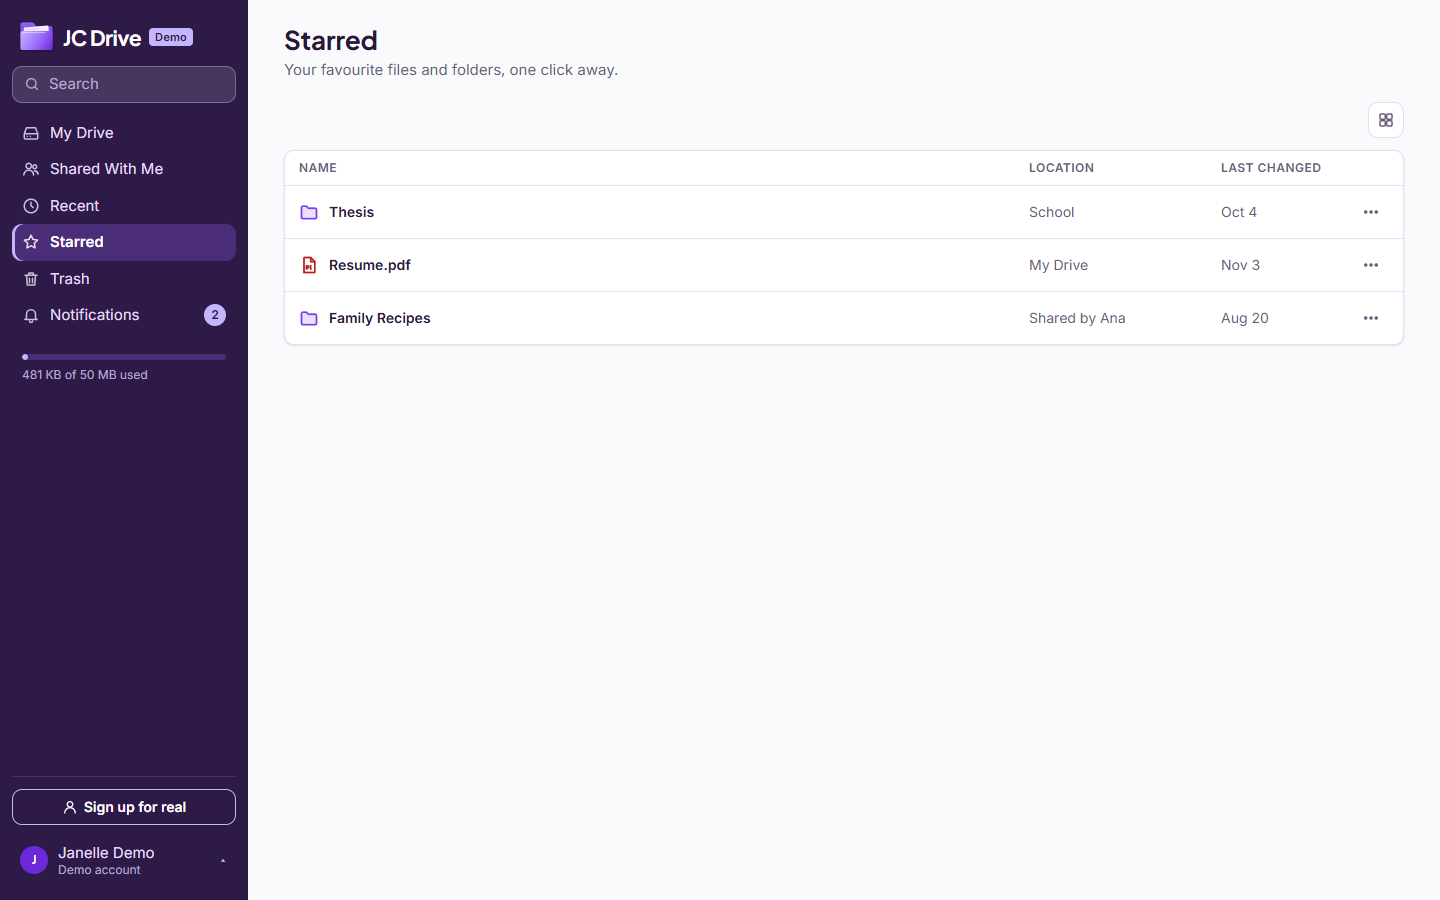 JC Drive Demo
Search
My Drive
Shared With Me
Recent
Starred
Trash
Notifications 2
481 KB of 50 MB used
Sign up for real
J
Janelle Demo
Demo account
Starred
Your favourite files and folders, one click away.
NAME LOCATION LAST CHANGED
Thesis School Oct 4
Resume.pdf My Drive Nov 3
Family Recipes Shared by Ana Aug 20